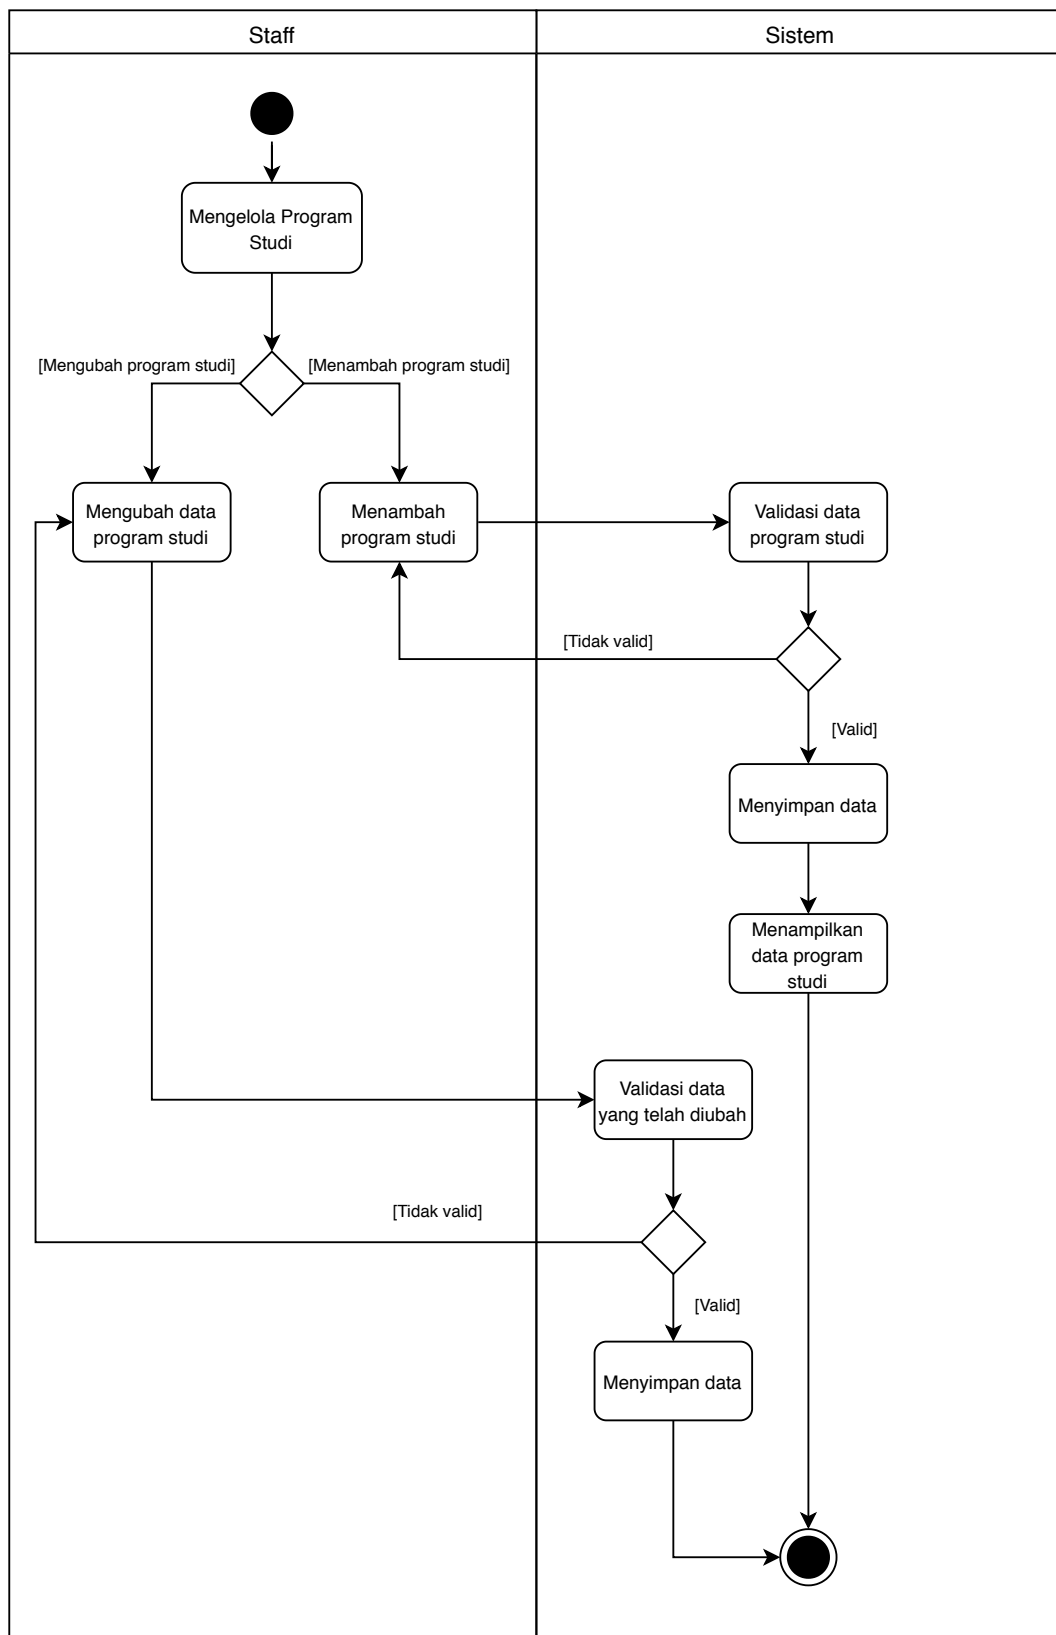 Staff
Sistem
Mengelola Program
Studi
[Mengubah program studi]
[Menambah program studi]
Mengubah data
program studi
Menambah
program studi
Validasi data
program studi
[Tidak valid]
[Valid]
Menyimpan data
Menampilkan
data program
studi
Validasi data
yang telah diubah
[Tidak valid]
[Valid]
Menyimpan data